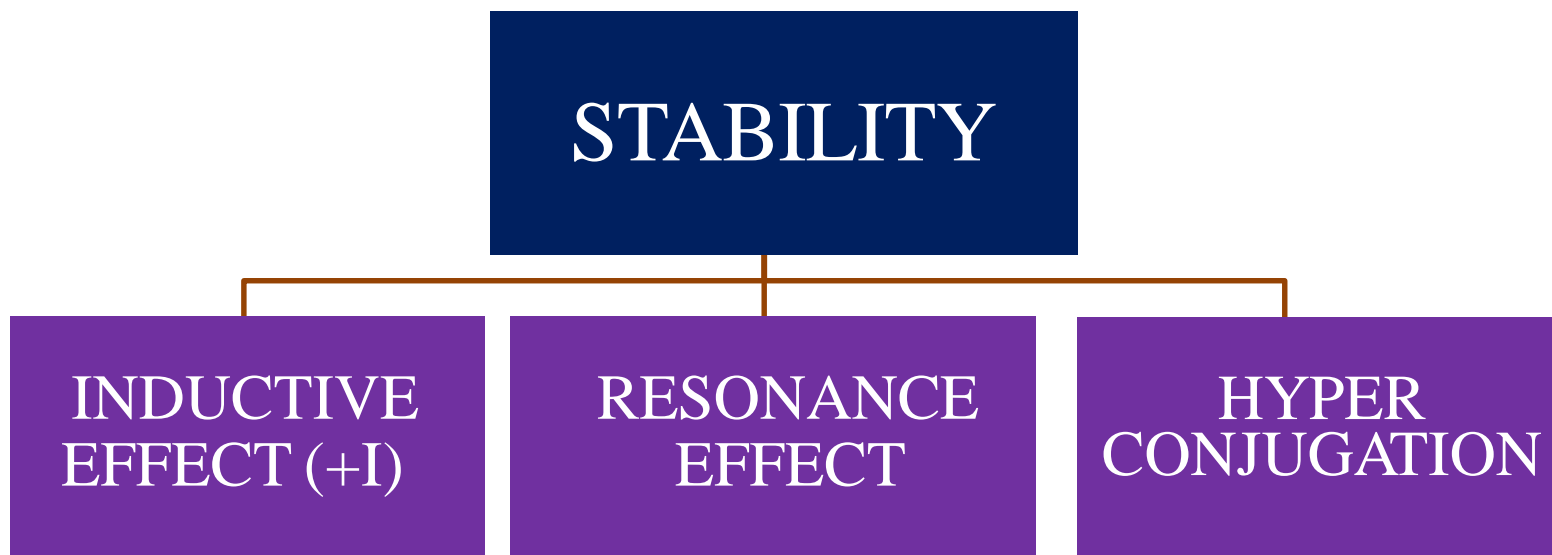 STABILITY
INDUCTIVE
EFFECT (+I)
RESONANCE
EFFECT
HYPER
CONJUGATION